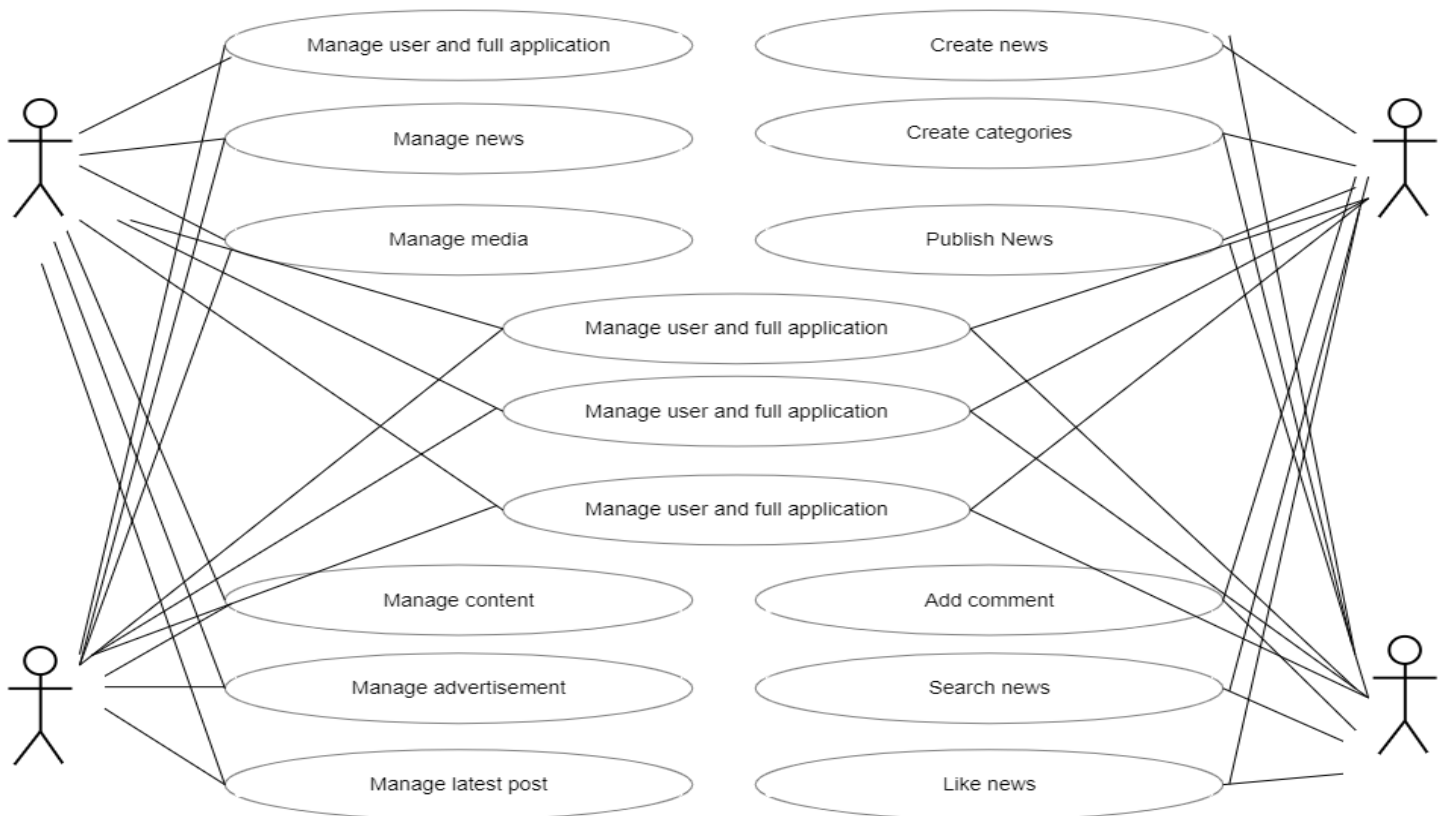 Manage user and full application
Create news
Manage news
Create categories
Manage media
Publish News
Manage user and full application
Manage user and full application
Manage user and full application
Manage content
Add comment
Manage advertisement
Search news
Manage latest post
Like news